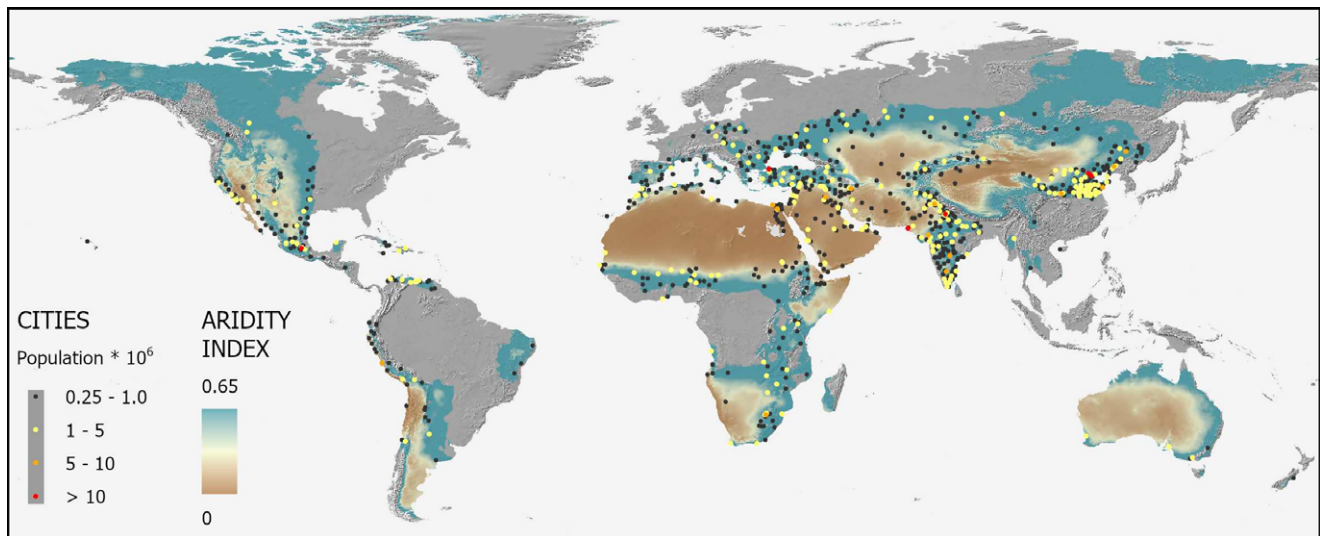 CITIES
Population * 10⁶
0.25 - 1.0
1 - 5
5 - 10
> 10
ARIDITY
INDEX
0.65
0